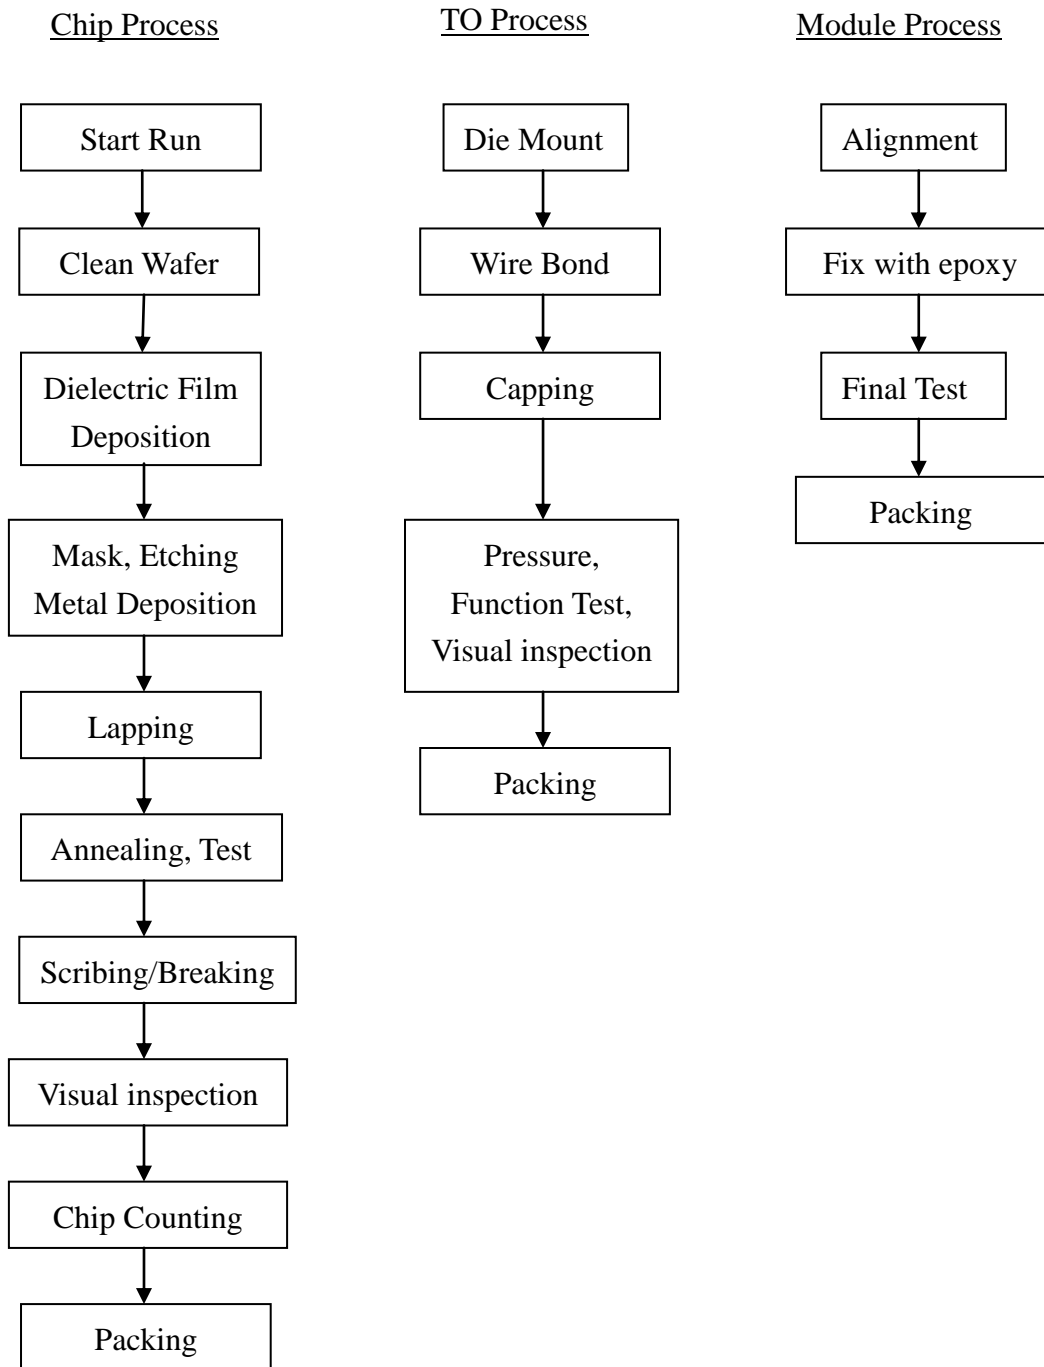 Chip Process
Start Run
Clean Wafer
Dielectric Film
Deposition
Mask, Etching
Metal Deposition
Lapping
Annealing, Test
Scribing/Breaking
Visual inspection
Chip Counting
Packing
TO Process
Die Mount
Wire Bond
Capping
Pressure,
Function Test,
Visual inspection
Packing
Module Process
Alignment
Fix with epoxy
Final Test
Packing